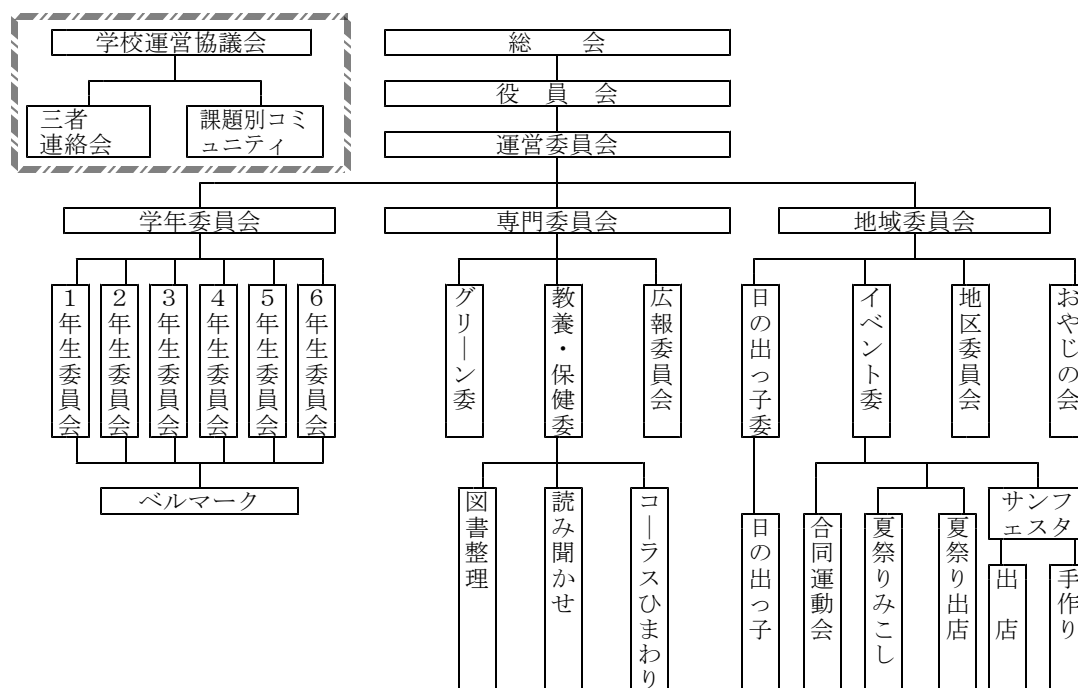 学校運営協議会
三者
連絡会
課題別コミ
ュニティ
総　　会
役　員　会
運営委員会
学年委員会
専門委員会
地域委員会
１年生委員会
２年生委員会
３年生委員会
４年生委員会
５年生委員会
６年生委員会
ベルマーク
グリーン委
教養・保健委
広報委員会
図書整理
読み聞かせ
コーラスひまわり
日の出っ子委
イベント委
地区委員会
おやじの会
日の出っ子
合同運動会
夏祭りみこし
夏祭り出店
サンフ
ェスタ
出　店
手作り